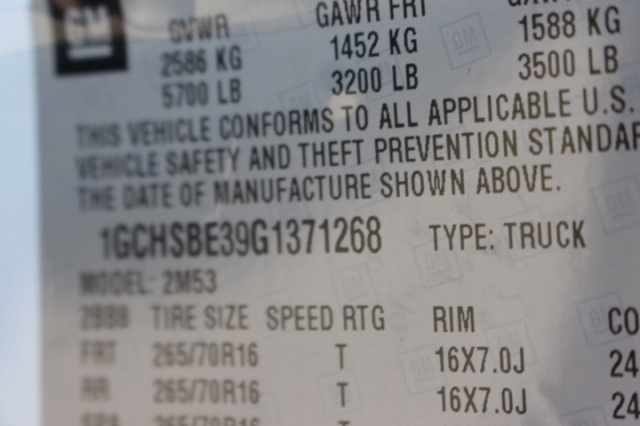 GM
GVWR GAWR FRT
2586 KG 1452 KG 1588 KG
5700 LB 3200 LB 3500 LB
THIS VEHICLE CONFORMS TO ALL APPLICABLE U.S.
VEHICLE SAFETY AND THEFT PREVENTION STANDAR
THE DATE OF MANUFACTURE SHOWN ABOVE.
1GCHSBE39G1371268 TYPE: TRUCK
MODEL: 2M53
TIRE SIZE SPEED RTG RIM CO
FRT 265/70R16 T 16X7.0J 24
RR 265/70R16 T 16X7.0J 24